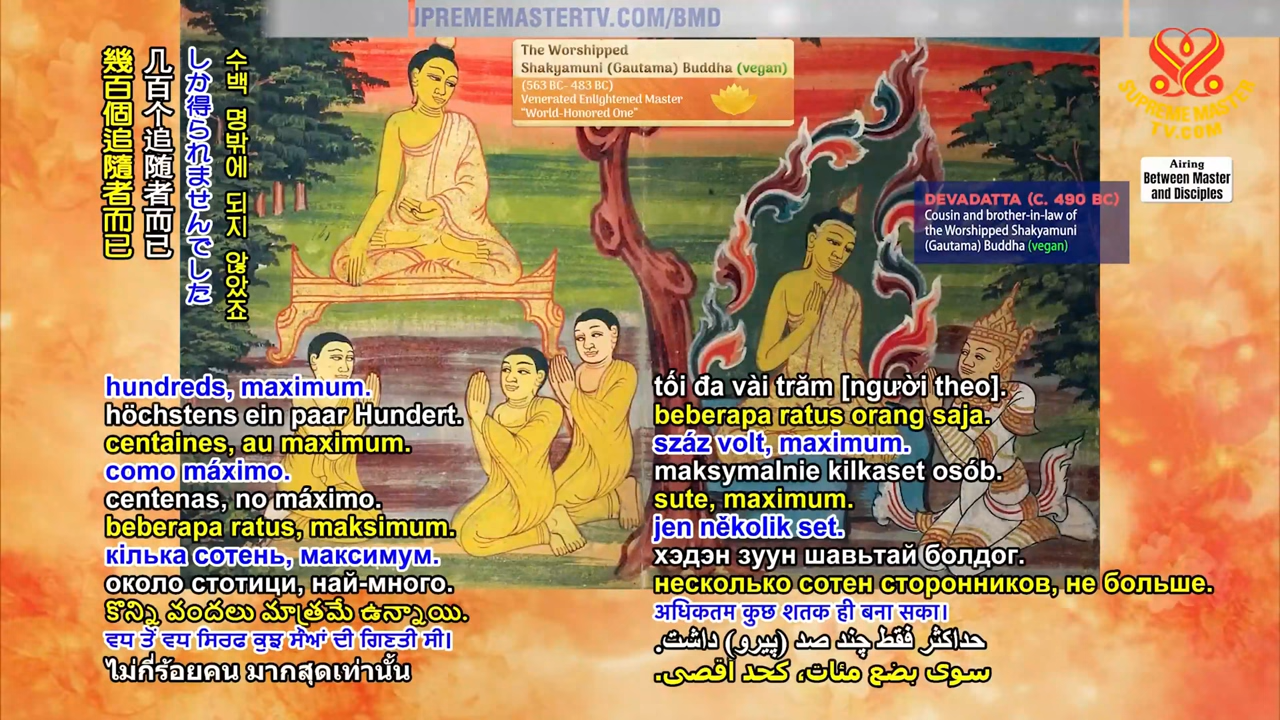 UPREMEMASTERTV.COM/BMD
The Worshipped
Shakyamuni (Gautama) Buddha (vegan)
(563 BC- 483 BC)
Venerated Enlightened Master
"World-Honored One"
SUPREME MASTER
TV.COM
Airing
Between Master
and Disciples
DEVADATTA (C. 490 BC)
Cousin and brother-in-law of
the Worshipped Shakyamuni
(Gautama) Buddha (vegan)
수백 명밖에 되지 않았죠
しか得られませんでした
几百个追随者而已
幾百個追隨者而已
hundreds, maximum.
höchstens ein paar Hundert.
centaines, au maximum.
como máximo.
centenas, no máximo.
beberapa ratus, maksimum.
кілька сотень, максимум.
около стотици, най-много.
కొన్ని వందలు మాత్రమే ఉన్నాయి.
ਵਧ ਤੋਂ ਵਧ ਸਿਰਫ ਕੁਝ ਸੌਆਂ ਦੀ ਗਿਣਤੀ ਸੀ।
ไม่กี่ร้อยคน มากสุดเท่านั้น
tối đa vài trăm [người theo].
beberapa ratus orang saja.
száz volt, maximum.
maksymalnie kilkaset osób.
sute, maximum.
jen několik set.
хэдэн зуун шавьтай болдог.
несколько сотен сторонников, не больше.
अधिकतम कुछ शतक ही बना सका।
حداکثر فقط چند صد (پیرو) داشت.
سوى بضع مئات، كحد أقصى.